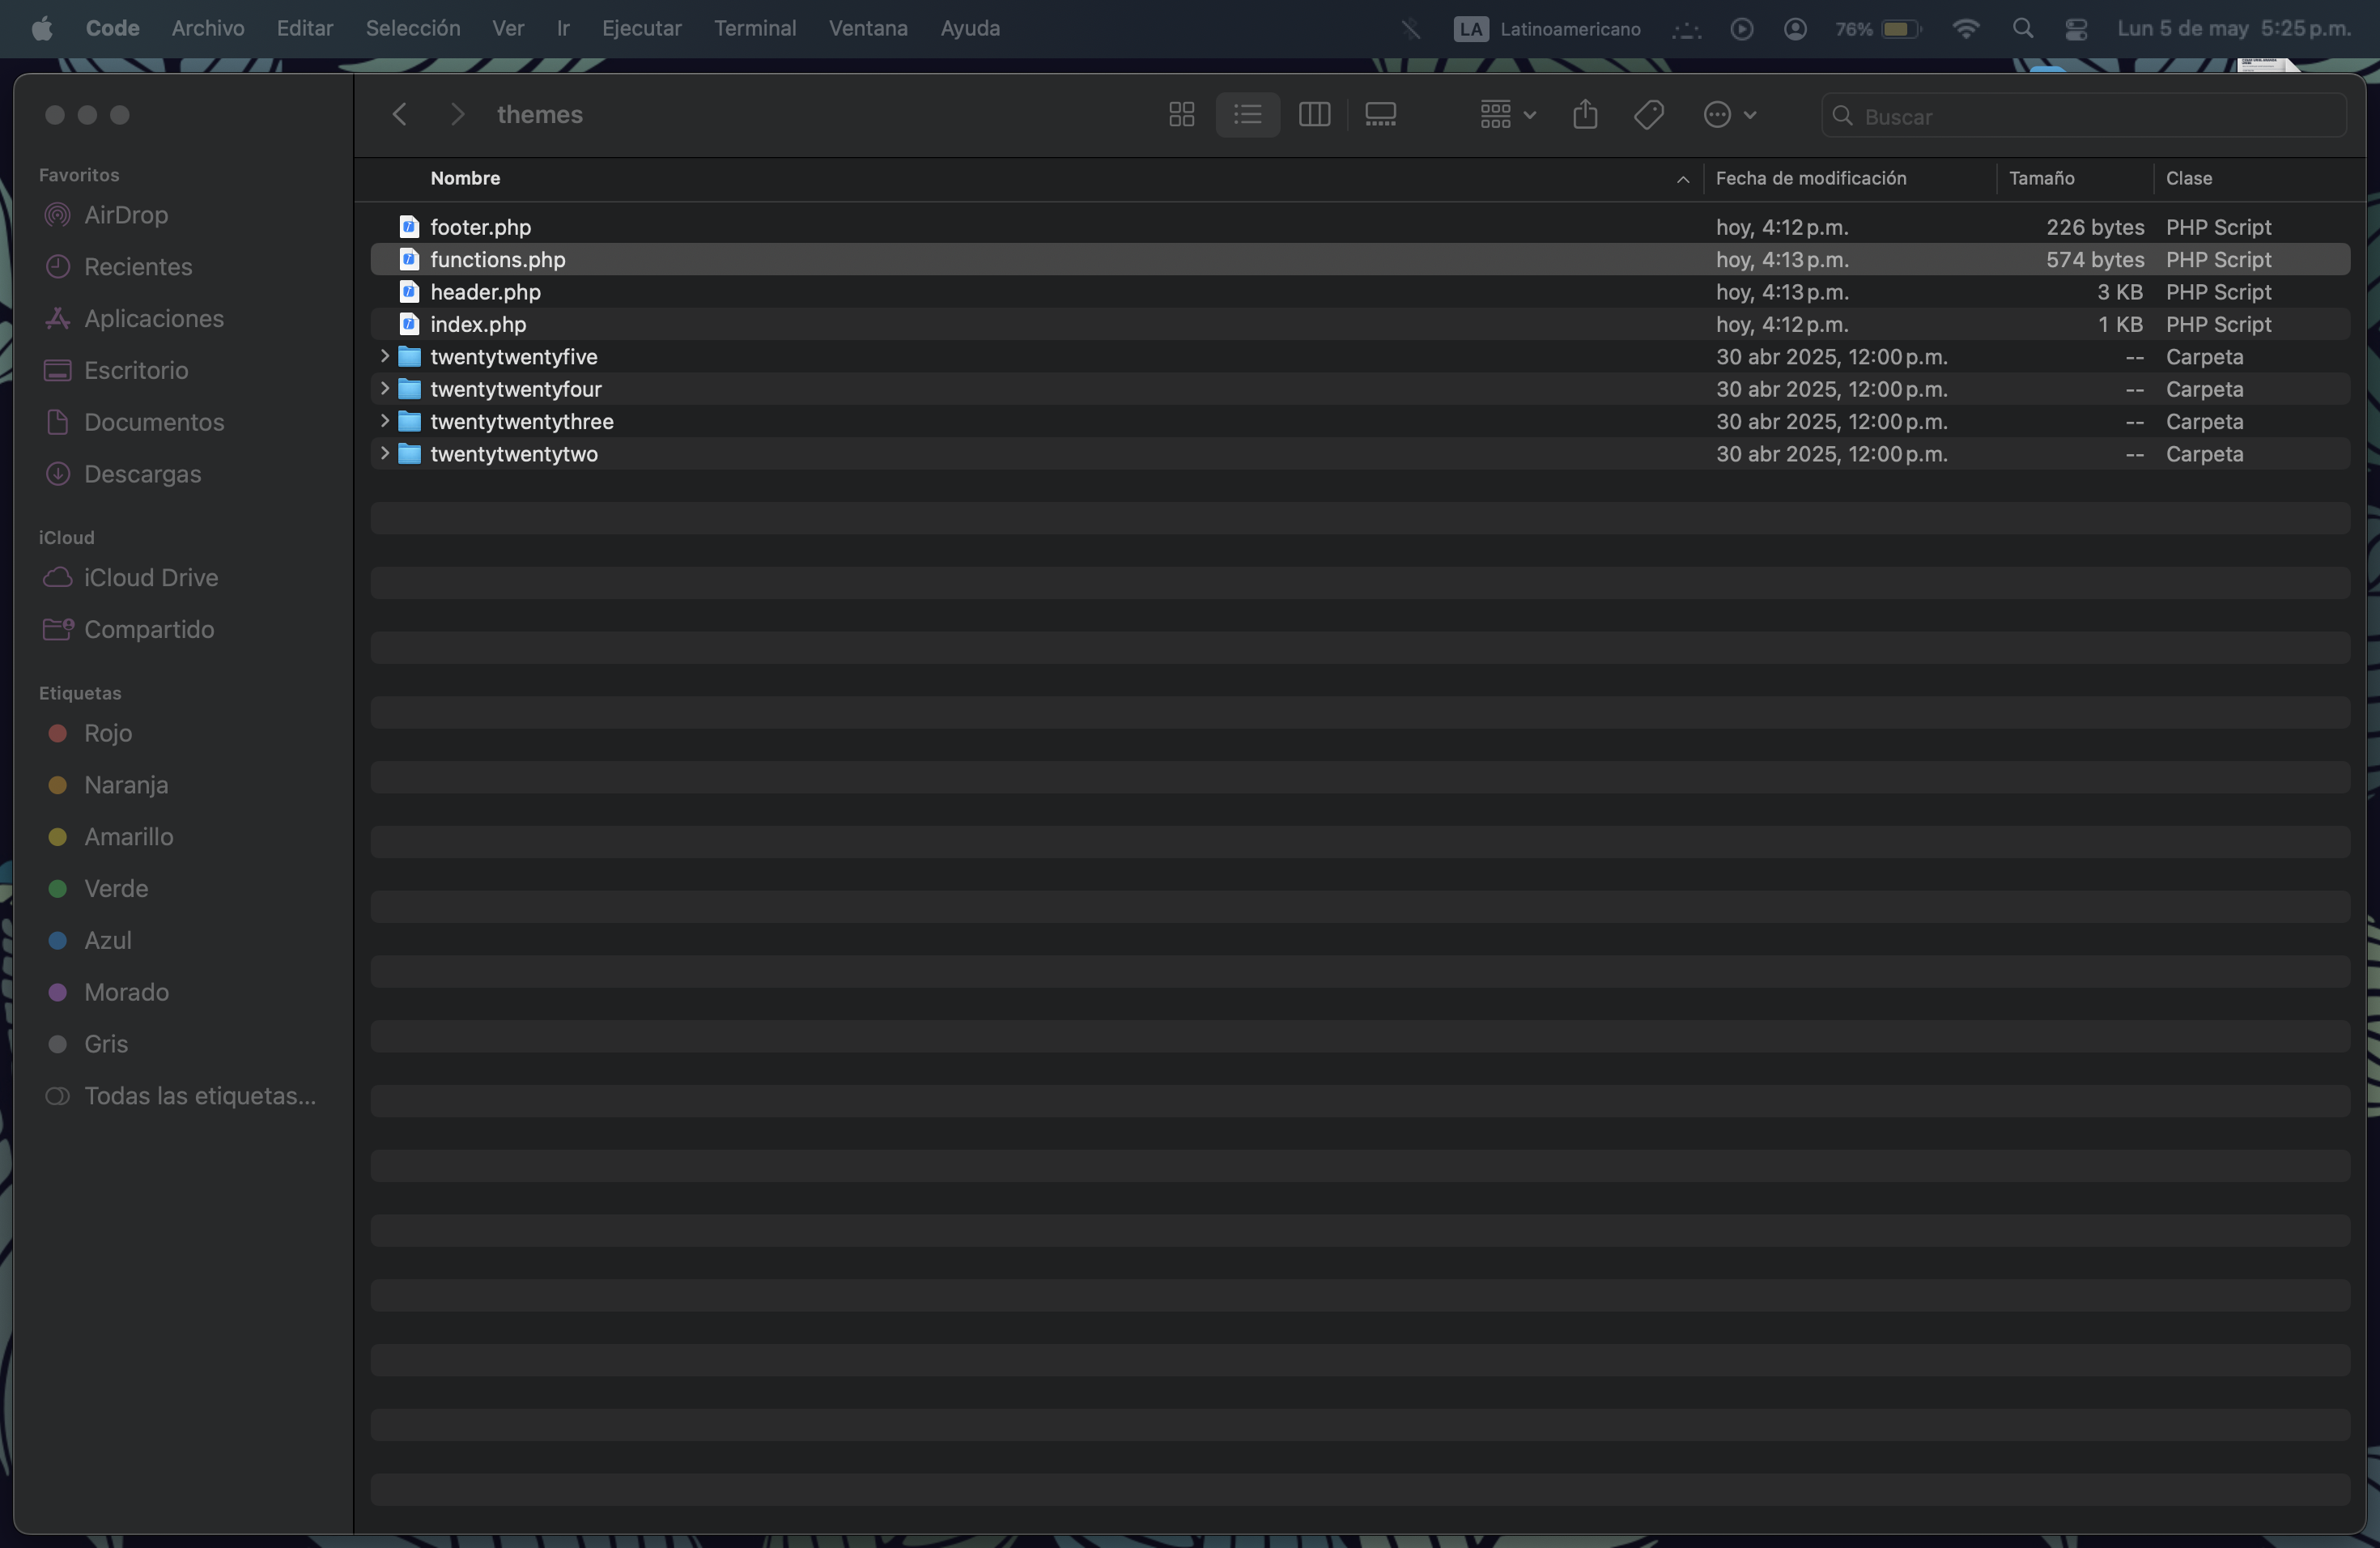 Code Archivo Editar Selección Ver Ir Ejecutar Terminal Ventana Ayuda LA Latinoamericano 76% Lun 5 de may 5:25 p.m.
themes
Buscar
Favoritos
AirDrop
Recientes
Aplicaciones
Escritorio
Documentos
Descargas
iCloud
iCloud Drive
Compartido
Etiquetas
Rojo
Naranja
Amarillo
Verde
Azul
Morado
Gris
Todas las etiquetas...
Nombre Fecha de modificación Tamaño Clase
footer.php hoy, 4:12 p.m. 226 bytes PHP Script
functions.php hoy, 4:13 p.m. 574 bytes PHP Script
header.php hoy, 4:13 p.m. 3 KB PHP Script
index.php hoy, 4:12 p.m. 1 KB PHP Script
twentytwentyfive 30 abr 2025, 12:00 p.m. -- Carpeta
twentytwentyfour 30 abr 2025, 12:00 p.m. -- Carpeta
twentytwentythree 30 abr 2025, 12:00 p.m. -- Carpeta
twentytwentytwo 30 abr 2025, 12:00 p.m. -- Carpeta